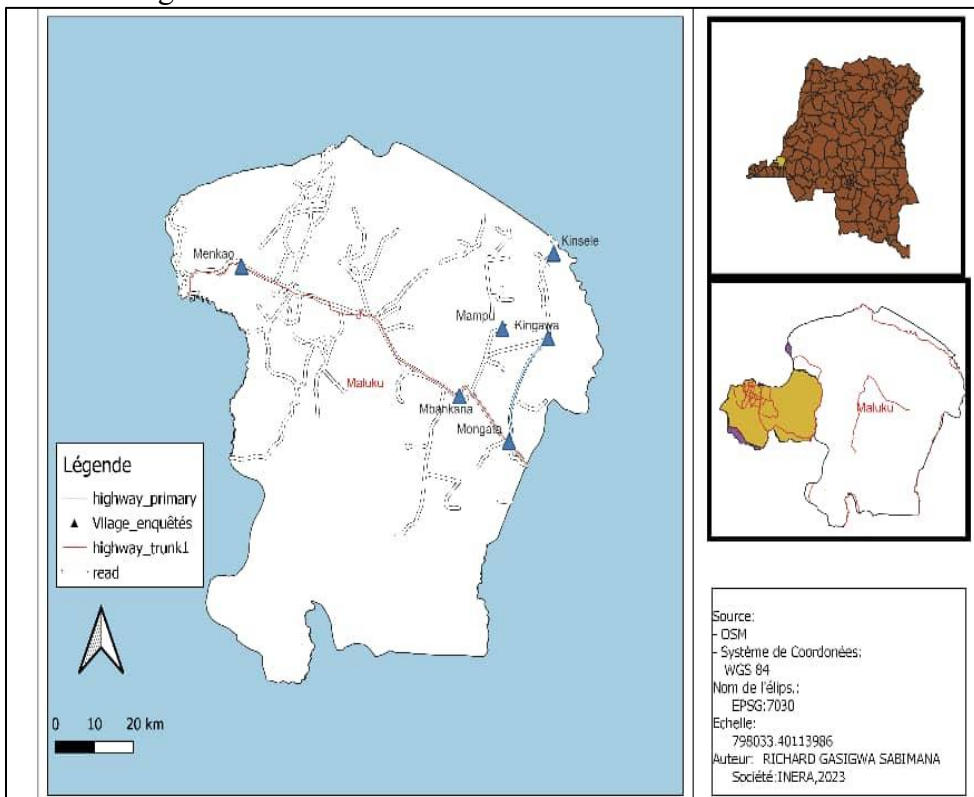 Kinsele
Menkao
Mampu
Kingawa
Maluku
Mbankana
Mongata
Légende
highway_primary
Village_enquêtés
highway_trunk1
read
0 10 20 km
Maluku
Source:
- OSM
- Système de Coordonées:
WGS 84
Nom de l'élips.:
EPSG:7030
Echelle:
798033.40113986
Auteur: RICHARD GASIGWA SABIMANA
Société:INERA,2023